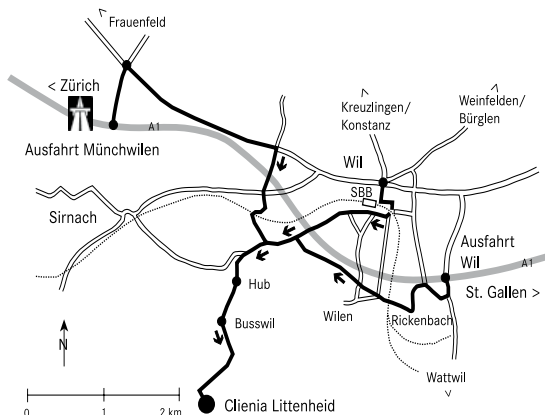 Frauenfeld
< Zürich
Kreuzlingen/
Konstanz
Weinfelden/
Bürglen
A1
Ausfahrt Münchwilen
Wil
SBB
Sirnach
Ausfahrt
Wil
A1
St. Gallen >
Hub
Wilen
Rickenbach
Busswil
N
Wattwil
0 1 2 km
Clienia Littenheid